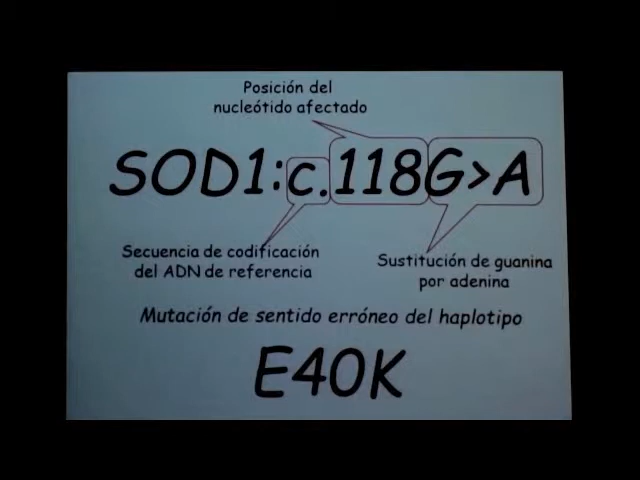 Posición del
nucleótido afectado
SOD1:c.118G>A
Secuencia de codificación
del ADN de referencia
Sustitución de guanina
por adenina
Mutación de sentido erróneo del haplotipo
E40K